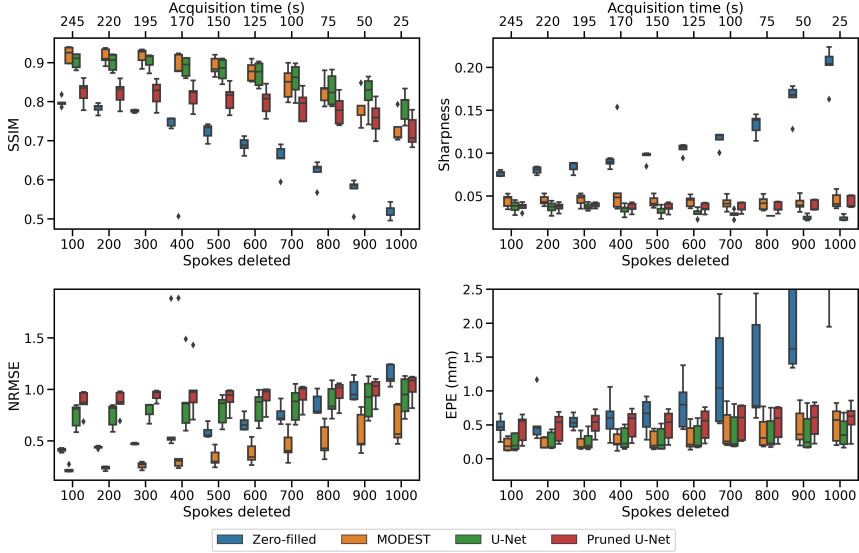 Acquisition time (s)
245 220 195 170 150 125 100 75 50 25
SSIM
0.9
0.8
0.7
0.6
0.5
100 200 300 400 500 600 700 800 900 1000
Spokes deleted
Acquisition time (s)
245 220 195 170 150 125 100 75 50 25
Sharpness
0.20
0.15
0.10
0.05
100 200 300 400 500 600 700 800 900 1000
Spokes deleted
NRMSE
1.5
1.0
0.5
100 200 300 400 500 600 700 800 900 1000
Spokes deleted
EPE (mm)
2.5
2.0
1.5
1.0
0.5
0.0
100 200 300 400 500 600 700 800 900 1000
Spokes deleted
Zero-filled MODEST U-Net Pruned U-Net